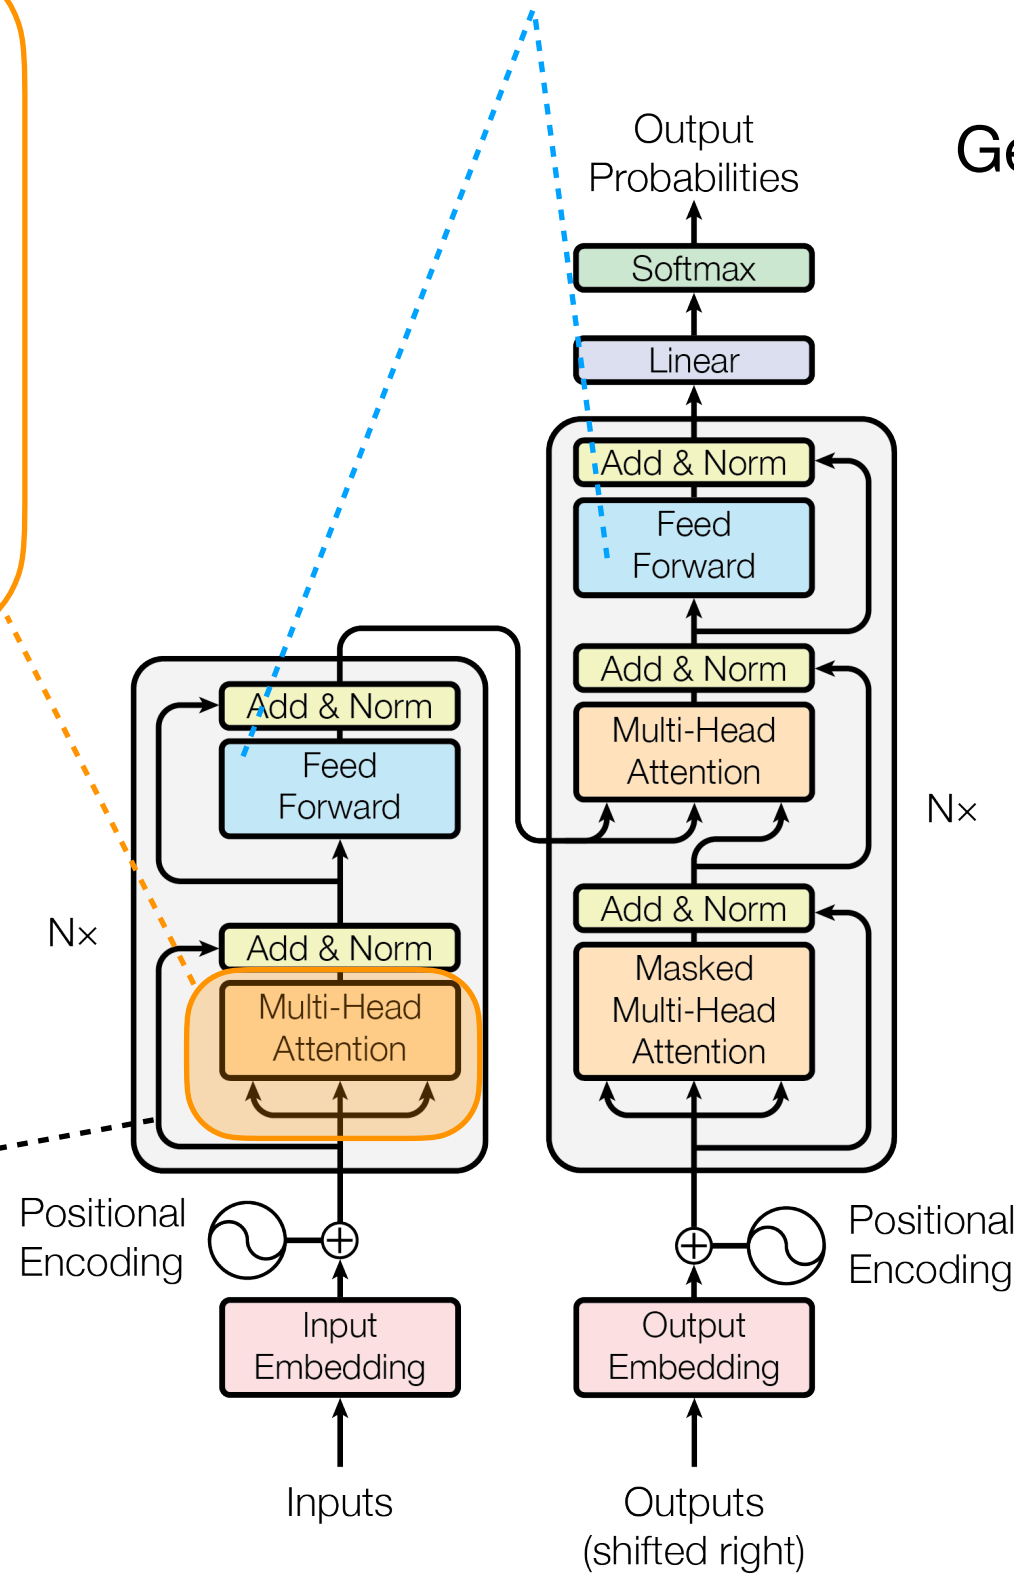 Output
Probabilities
Ge
Softmax
Linear
Add & Norm
Feed
Forward
Add & Norm
Multi-Head
Attention
Nx
Add & Norm
Masked
Multi-Head
Attention
Add & Norm
Feed
Forward
N×
Add & Norm
Multi-Head
Attention
Positional
Encoding
Positional
Encoding
Input
Embedding
Output
Embedding
Inputs
Outputs
(shifted right)